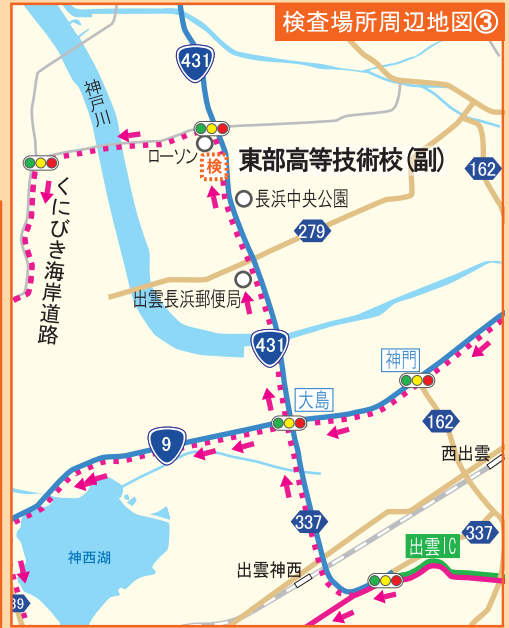 検査場所周辺地図③
431
神戸川
ローソン
検
東部高等技術校(副)
162
長浜中央公園
くにびき海岸道路
279
出雲長浜郵便局
431
神門
大島
162
9
西出雲
337
337
出雲IC
神西湖
出雲神西
39